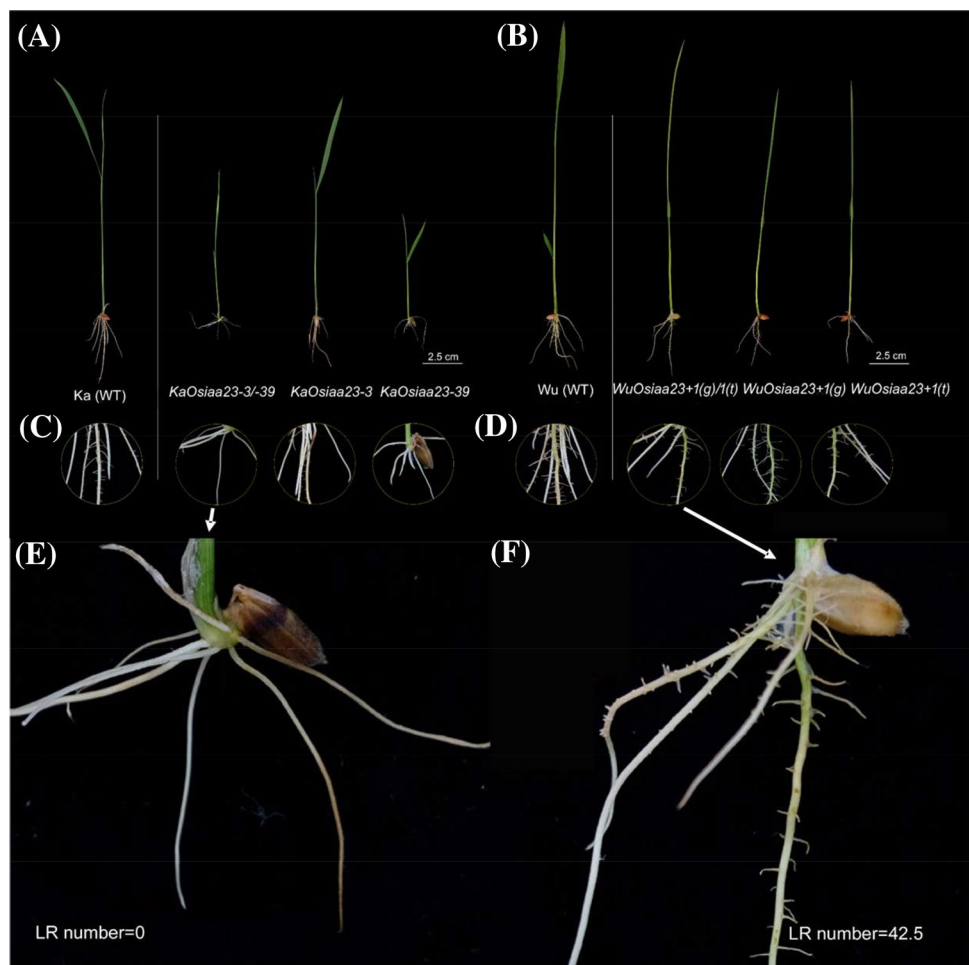 (A)
(B)
2.5 cm
2.5 cm
Ka (WT)
KaOsiaa23-3/-39
KaOsiaa23-3
KaOsiaa23-39
Wu (WT)
WuOsiaa23+1(g)/1(t)
WuOsiaa23+1(g)
WuOsiaa23+1(t)
(C)
(D)
(E)
(F)
LR number=0
LR number=42.5